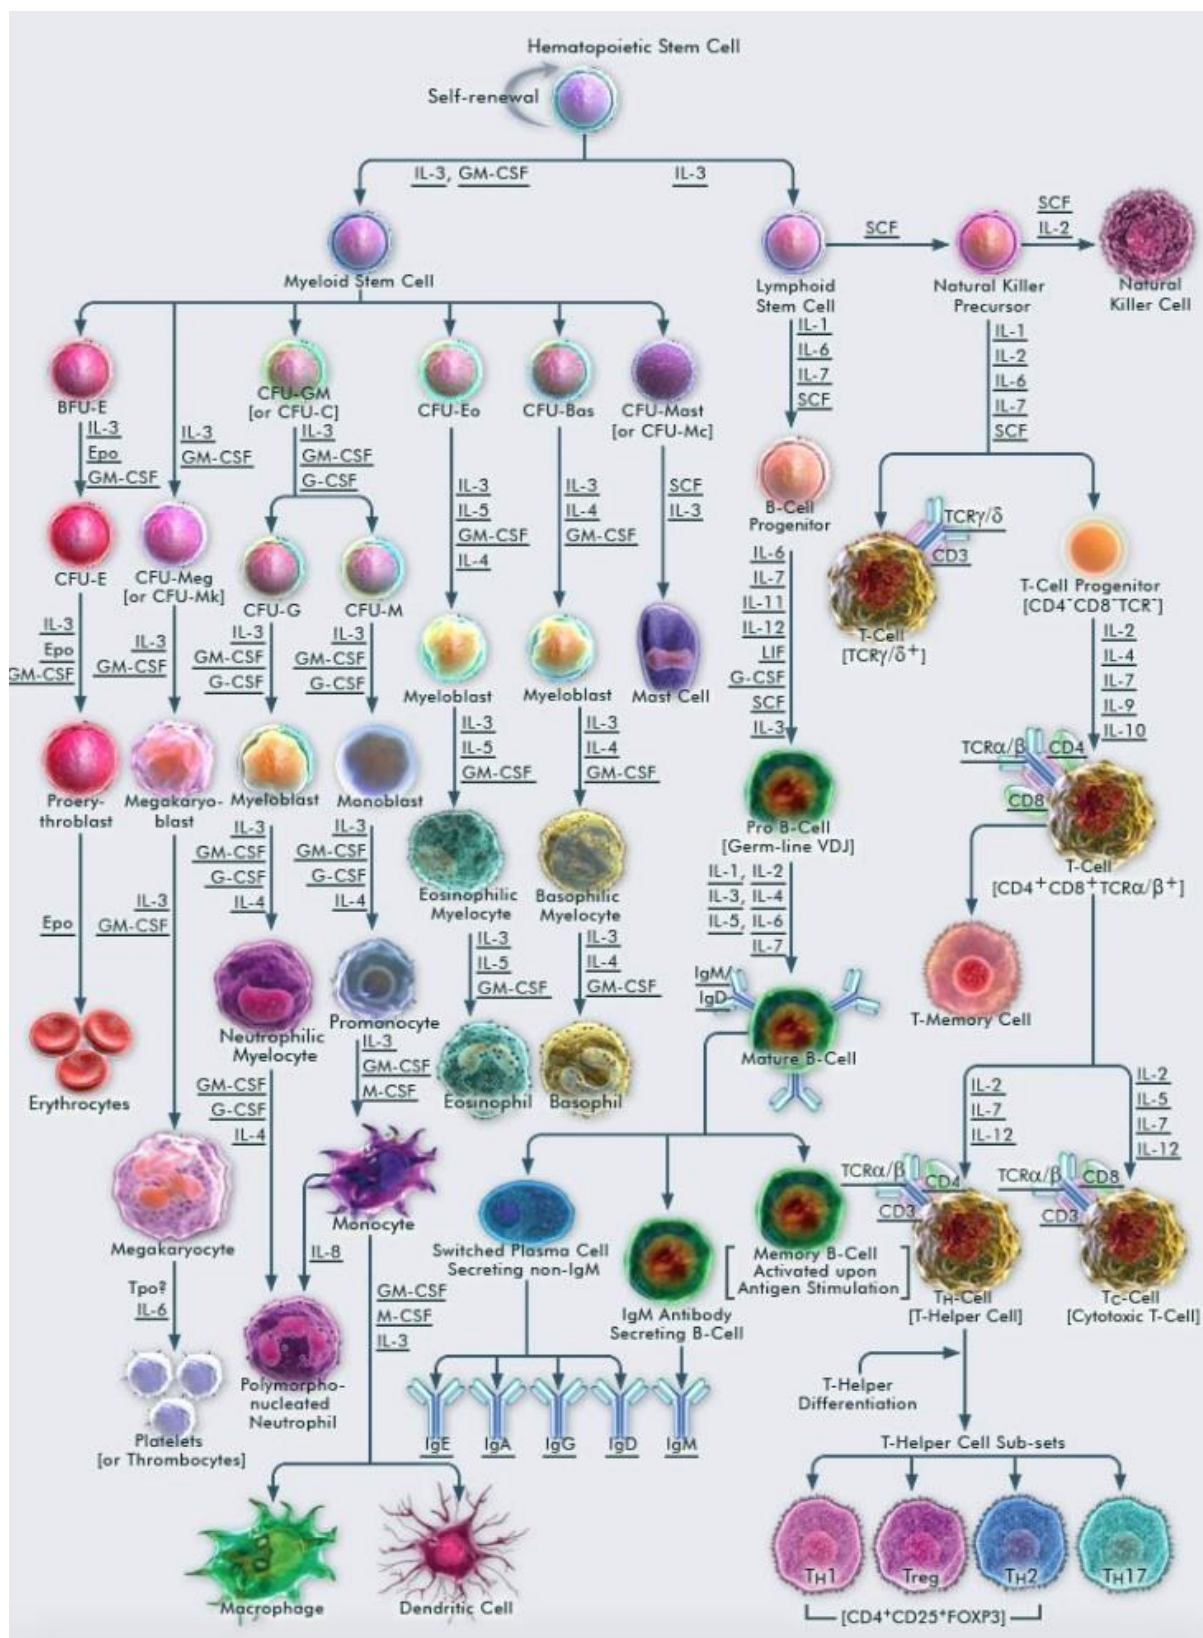 Hematopoietic Stem Cell
Self-renewal
IL-3, GM-CSF
IL-3
Myeloid Stem Cell
Lymphoid
Stem Cell
SCF
Natural Killer
Precursor
SCF
IL-2
Natural
Killer Cell
BFU-E
IL-3
Epo
GM-CSF
IL-3
GM-CSF
CFU-GM
[or CFU-C]
IL-3
GM-CSF
G-CSF
CFU-Eo
IL-3
IL-5
GM-CSF
IL-4
CFU-Bas
IL-3
IL-4
GM-CSF
CFU-Mast
[or CFU-Mc]
SCF
IL-3
IL-1
IL-6
IL-7
SCF
IL-1
IL-2
IL-6
IL-7
SCF
CFU-E
CFU-Meg
[or CFU-Mk]
CFU-G
CFU-M
B-Cell
Progenitor
TCRγ/δ
CD3
T-Cell
[TCRγ/δ+]
T-Cell Progenitor
[CD4-CD8-TCR-]
IL-3
Epo
GM-CSF
IL-3
GM-CSF
IL-3
GM-CSF
G-CSF
IL-3
GM-CSF
G-CSF
Myeloblast
Myeloblast
Mast Cell
IL-6
IL-7
IL-11
IL-12
LIF
G-CSF
SCF
IL-3
IL-2
IL-4
IL-7
IL-9
IL-10
IL-3
IL-5
GM-CSF
IL-3
IL-4
GM-CSF
Proery-
throblast
Megakaryo-
blast
Myeloblast
Monoblast
Pro B-Cell
[Germ-line VDJ]
TCRα/β
CD4
CD8
T-Cell
[CD4+CD8+TCRα/β+]
Epo
IL-3
GM-CSF
IL-3
GM-CSF
G-CSF
IL-4
IL-3
GM-CSF
G-CSF
IL-4
Eosinophilic
Myelocyte
Basophilic
Myelocyte
IL-1, IL-2
IL-3, IL-4
IL-5, IL-6
IL-7
IL-3
IL-5
GM-CSF
IL-3
IL-4
GM-CSF
IgM/
IgD
Mature B-Cell
T-Memory Cell
Erythrocytes
Neutrophilic
Myelocyte
Promonocyte
IL-3
GM-CSF
M-CSF
Eosinophil
Basophil
GM-CSF
G-CSF
IL-4
IL-2
IL-7
IL-12
IL-2
IL-5
IL-7
IL-12
Megakaryocyte
Monocyte
IL-8
Switched Plasma Cell
Secreting non-IgM
IgM Antibody
Secreting B-Cell
Memory B-Cell
Activated upon
Antigen Stimulation
TCRα/β
CD4
CD3
TH-Cell
[T-Helper Cell]
TCRα/β
CD8
CD3
TC-Cell
[Cytotoxic T-Cell]
Tpo?
IL-6
GM-CSF
M-CSF
IL-3
Platelets
[or Thrombocytes]
Polymorpho-
nucleated
Neutrophil
IgE
IgA
IgG
IgD
IgM
T-Helper
Differentiation
T-Helper Cell Sub-sets
Macrophage
Dendritic Cell
TH1
Treg
TH2
TH17
[CD4+CD25+FOXP3]